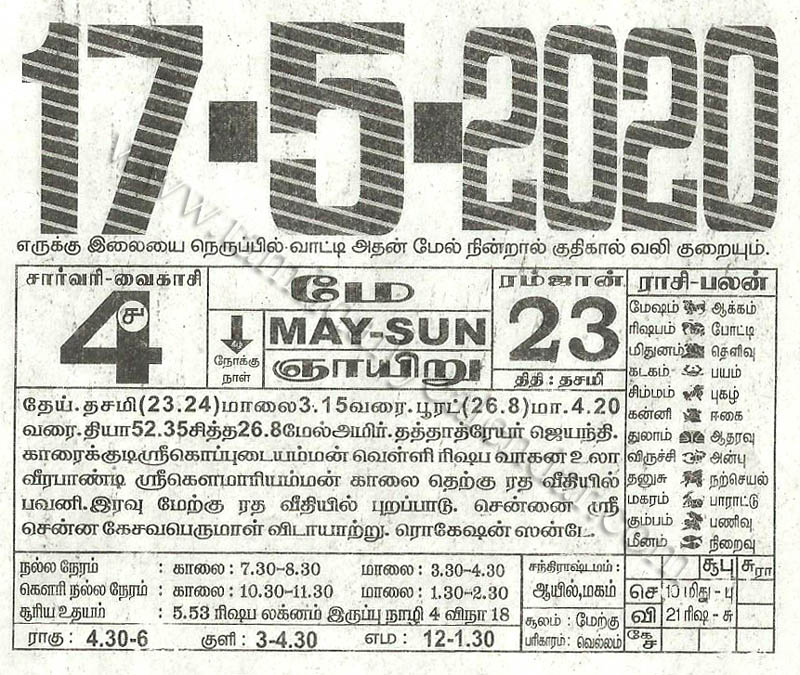 17-5-2020
எருக்கு இலையை நெருப்பில் வாட்டி அதன் மேல் நின்றால் குதிகால் வலி குறையும்.
சார்வரி-வைகாசி
4
சு
மே
நோக்கு
நாள்
MAY-SUN
ஞாயிறு
ரம்ஜான்
23
திதி : தசமி
தேய். தசமி(23.24)மாலை3.15வரை.பூரட்(26.8)மா.4.20
வரை.தியா52.35சித்த26.8மேல்அமிர். தத்தாத்ரேயர் ஜெயந்தி.
காரைக்குடிஸ்ரீகொப்புடையம்மன் வெள்ளி ரிஷப வாகன உலா
வீரபாண்டி ஸ்ரீகௌமாரியம்மன் காலை தெற்கு ரத வீதியில்
பவனி.இரவு மேற்கு ரத வீதியில் புறப்பாடு. சென்னை ஸ்ரீ
சென்ன கேசவபெருமாள் விடாயாற்று. ரொகேஷன் ஸன்டே.
ராசி-பலன்
மேஷம் ஆக்கம்
ரிஷபம் போட்டி
மிதுனம் தெளிவு
கடகம் பயம்
சிம்மம் புகழ்
கன்னி ஈகை
துலாம் ஆதரவு
விருச்சி அன்பு
தனுசு நற்செயல்
மகரம் பாராட்டு
கும்பம் பணிவு
மீனம் நிறைவு
நல்ல நேரம் : காலை : 7.30-8.30 மாலை : 3.30-4.30
கௌரி நல்ல நேரம் : காலை : 10.30-11.30 மாலை : 1.30-2.30
சூரிய உதயம் : 5.53 ரிஷப லக்னம் இருப்பு நாழி 4 விநா 18
ராகு : 4.30-6 குளி : 3-4.30 எம : 12-1.30
சந்திராஷ்டமம் :
ஆயில்,மகம்
சூலம் : மேற்கு
பரிகாரம் : வெல்லம்
சூபு சுரா
செ 10 மிது - பு
வி 21 ரிஷ - சு
கே